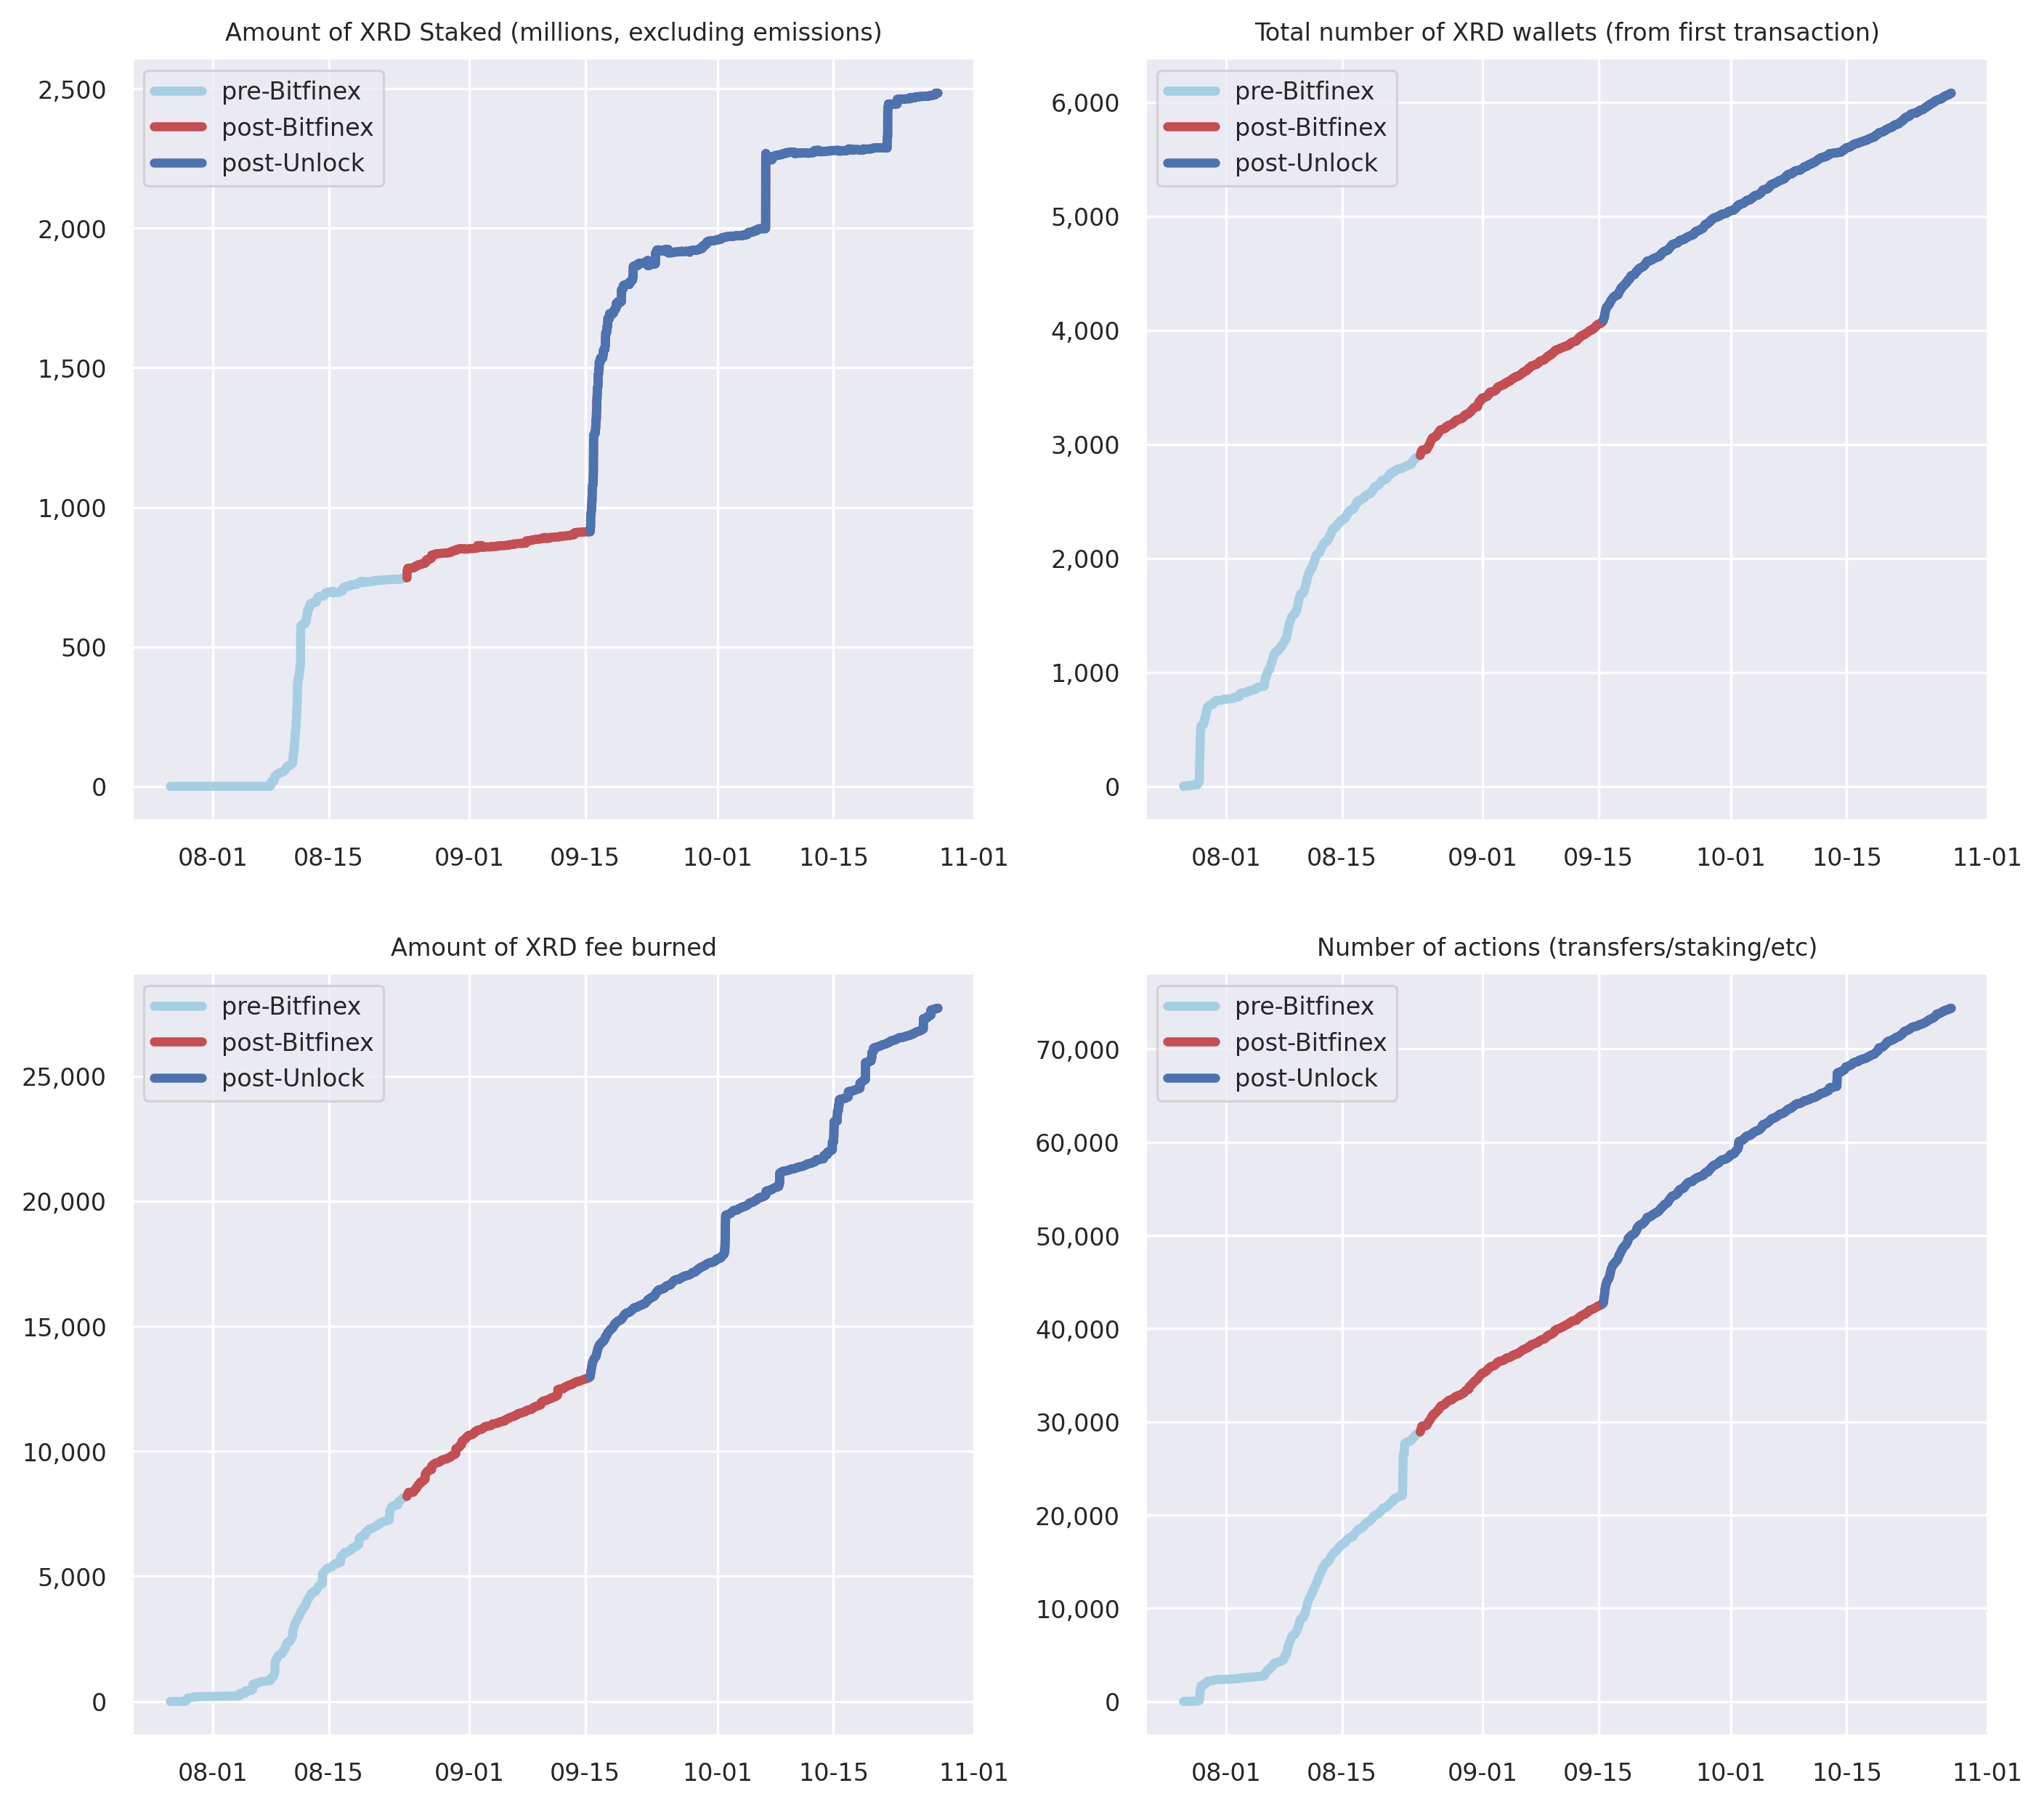 Amount of XRD Staked (millions, excluding emissions)
pre-Bitfinex
post-Bitfinex
post-Unlock
2,500
2,000
1,500
1,000
500
0
08-01 08-15 09-01 09-15 10-01 10-15 11-01
Total number of XRD wallets (from first transaction)
pre-Bitfinex
post-Bitfinex
post-Unlock
6,000
5,000
4,000
3,000
2,000
1,000
0
08-01 08-15 09-01 09-15 10-01 10-15 11-01
Amount of XRD fee burned
pre-Bitfinex
post-Bitfinex
post-Unlock
25,000
20,000
15,000
10,000
5,000
0
08-01 08-15 09-01 09-15 10-01 10-15 11-01
Number of actions (transfers/staking/etc)
pre-Bitfinex
post-Bitfinex
post-Unlock
70,000
60,000
50,000
40,000
30,000
20,000
10,000
0
08-01 08-15 09-01 09-15 10-01 10-15 11-01